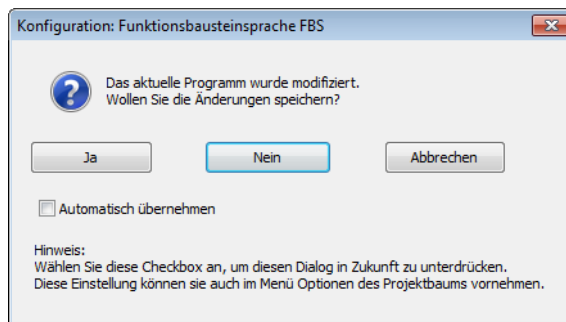 Konfiguration: Funktionsbausteinsprache FBS
Das aktuelle Programm wurde modifiziert.
Wollen Sie die Änderungen speichern?
Ja
Nein
Abbrechen
Automatisch übernehmen
Hinweis:
Wählen Sie diese Checkbox an, um diesen Dialog in Zukunft zu unterdrücken.
Diese Einstellung können sie auch im Menü Optionen des Projektbaums vornehmen.